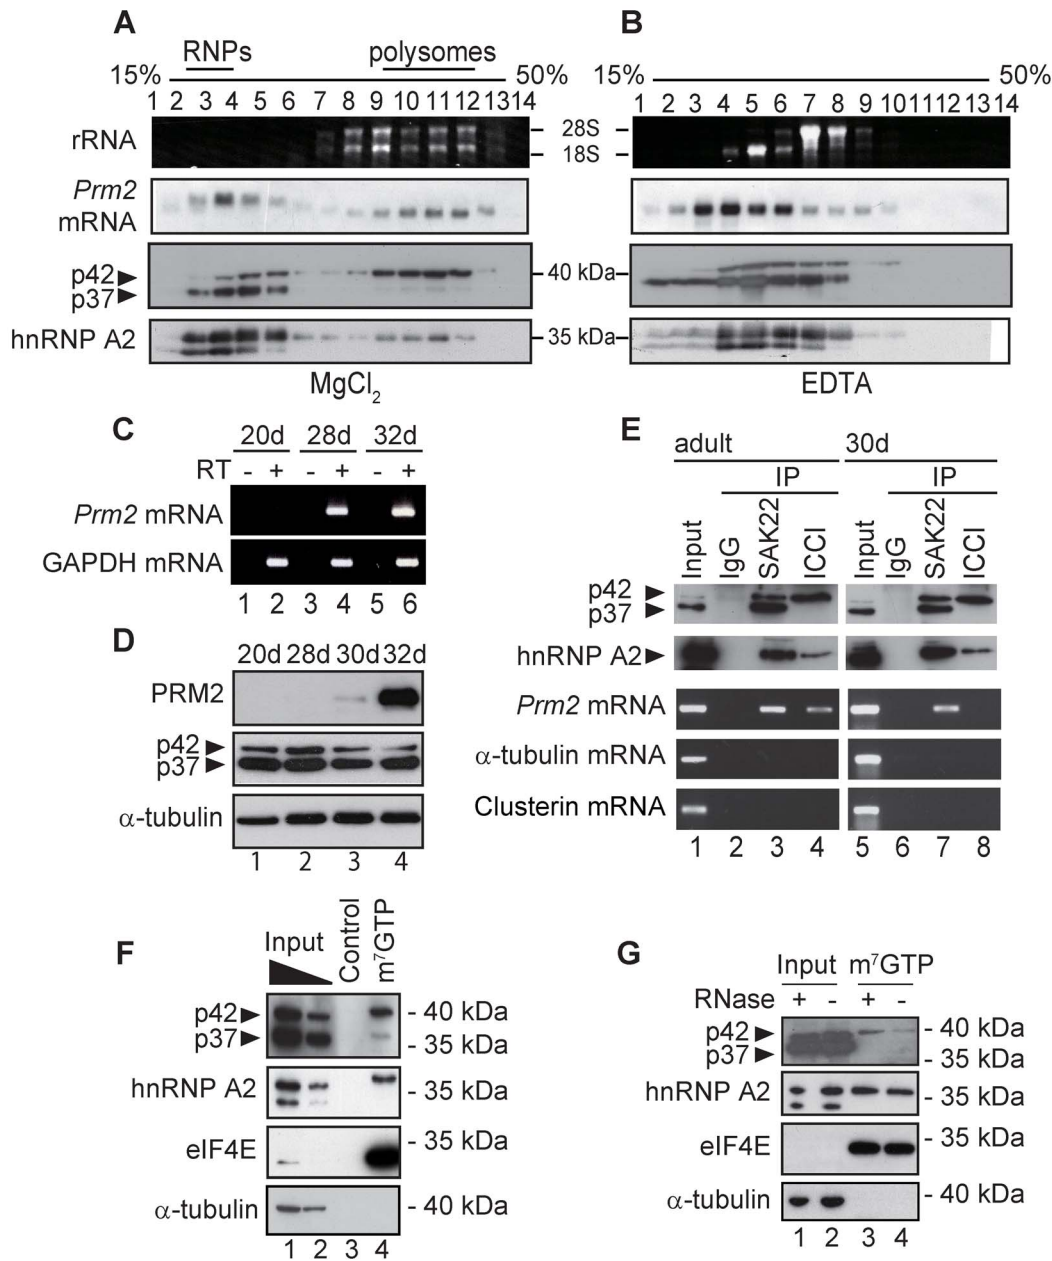 A
RNPs polysomes
15% 50%
1 2 3 4 5 6 7 8 9 10 11 12 13 14
rRNA
Prm2 mRNA
p42
p37
hnRNP A2
MgCl₂
28S
18S
40 kDa
35 kDa
B
15% 50%
1 2 3 4 5 6 7 8 9 10 11 12 13 14
EDTA
C
20d 28d 32d
RT - + - + - +
Prm2 mRNA
GAPDH mRNA
1 2 3 4 5 6
D
20d 28d 30d 32d
PRM2
p42
p37
α-tubulin
1 2 3 4
E
adult 30d
IP IP
Input IgG SAK22 ICCI Input IgG SAK22 ICCI
p42
p37
hnRNP A2
Prm2 mRNA
α-tubulin mRNA
Clusterin mRNA
1 2 3 4 5 6 7 8
F
Input Control m⁷GTP
p42 - 40 kDa
p37 - 35 kDa
hnRNP A2 - 35 kDa
eIF4E - 35 kDa
α-tubulin - 40 kDa
1 2 3 4
G
Input m⁷GTP
RNase + - + -
p42 - 40 kDa
p37 - 35 kDa
hnRNP A2 - 35 kDa
eIF4E - 35 kDa
α-tubulin - 40 kDa
1 2 3 4